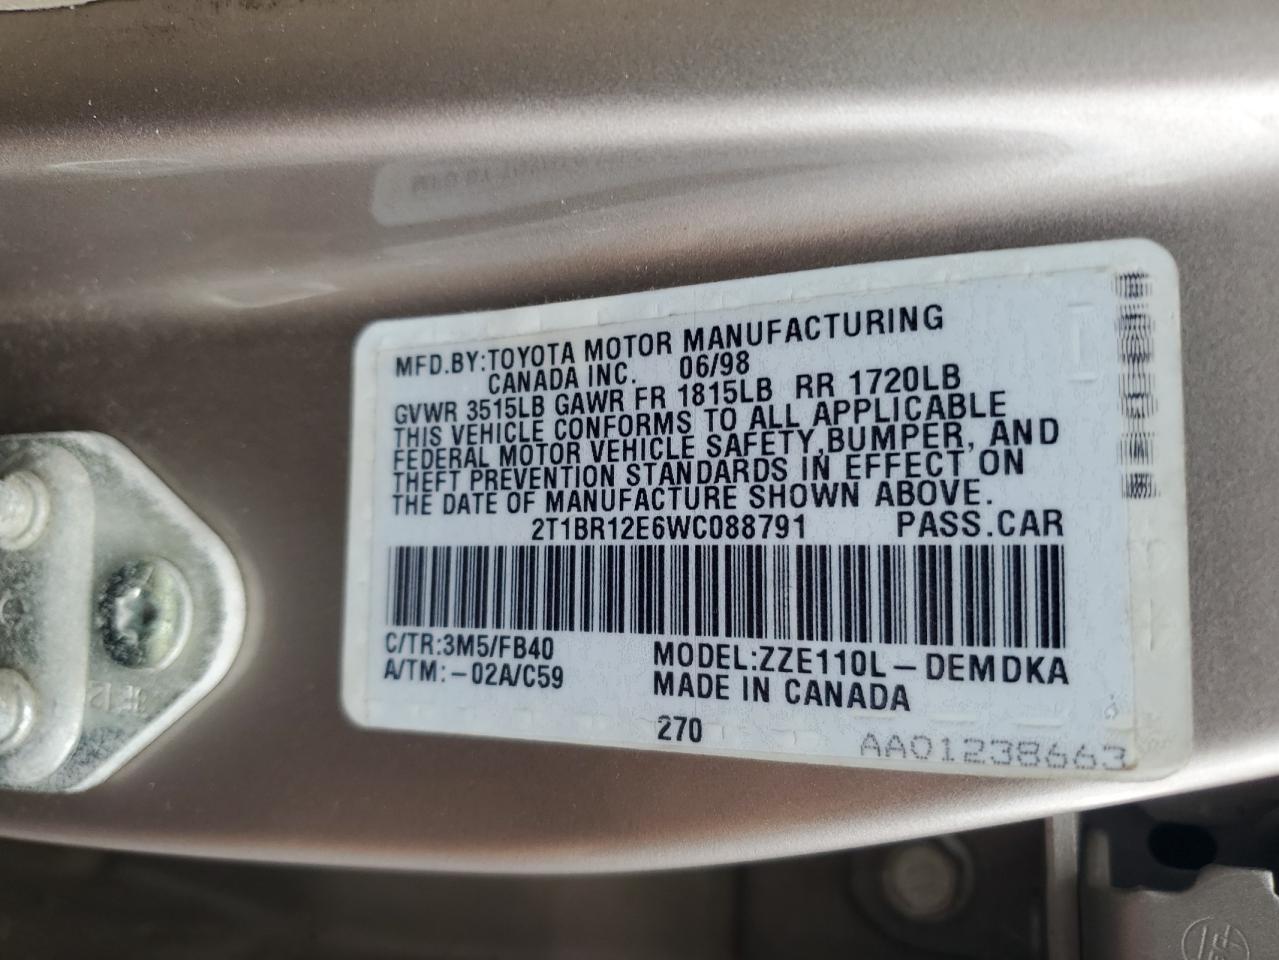 MFD.BY:TOYOTA MOTOR MANUFACTURING
CANADA INC. 06/98
GVWR 3515LB GAWR FR 1815LB RR 1720LB
THIS VEHICLE CONFORMS TO ALL APPLICABLE
FEDERAL MOTOR VEHICLE SAFETY,BUMPER, AND
THEFT PREVENTION STANDARDS IN EFFECT ON
THE DATE OF MANUFACTURE SHOWN ABOVE.
2T1BR12E6WC088791 PASS.CAR
C/TR:3M5/FB40 MODEL:ZZE110L-DEMDKA
A/TM:-02A/C59 MADE IN CANADA
270
AA01238663